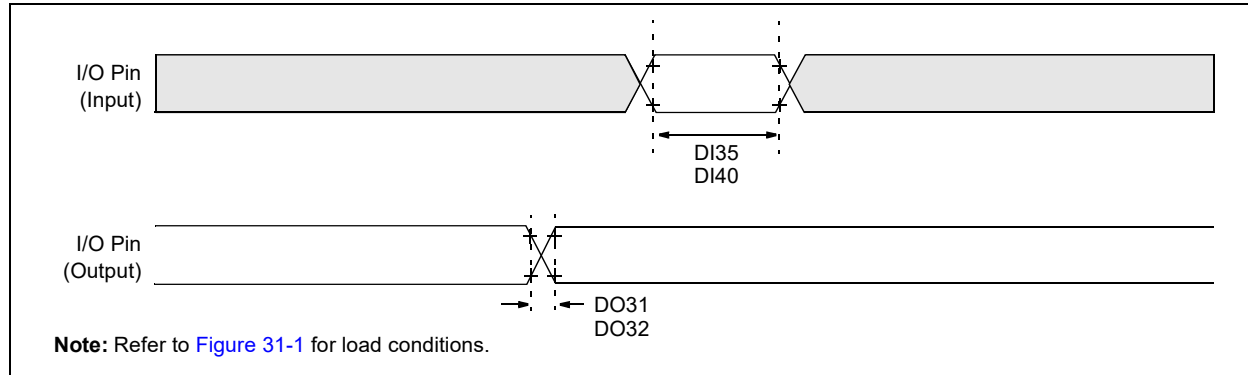 I/O Pin
(Input)
DI35
DI40
I/O Pin
(Output)
DO31
DO32
Note: Refer to Figure 31-1 for load conditions.